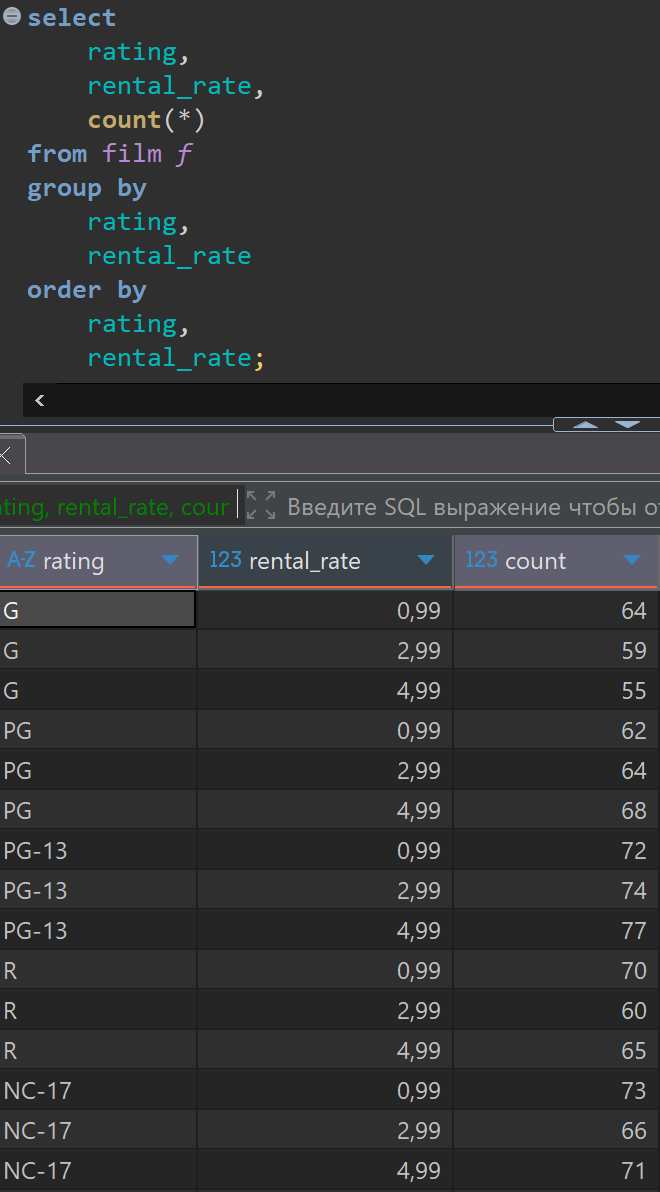 select
rating,
rental_rate,
count(*)
from film f
group by
rating,
rental_rate
order by
rating,
rental_rate;
ating, rental_rate, cour Введите SQL выражение чтобы от
A-Z rating 123 rental_rate 123 count
G 0,99 64
G 2,99 59
G 4,99 55
PG 0,99 62
PG 2,99 64
PG 4,99 68
PG-13 0,99 72
PG-13 2,99 74
PG-13 4,99 77
R 0,99 70
R 2,99 60
R 4,99 65
NC-17 0,99 73
NC-17 2,99 66
NC-17 4,99 71